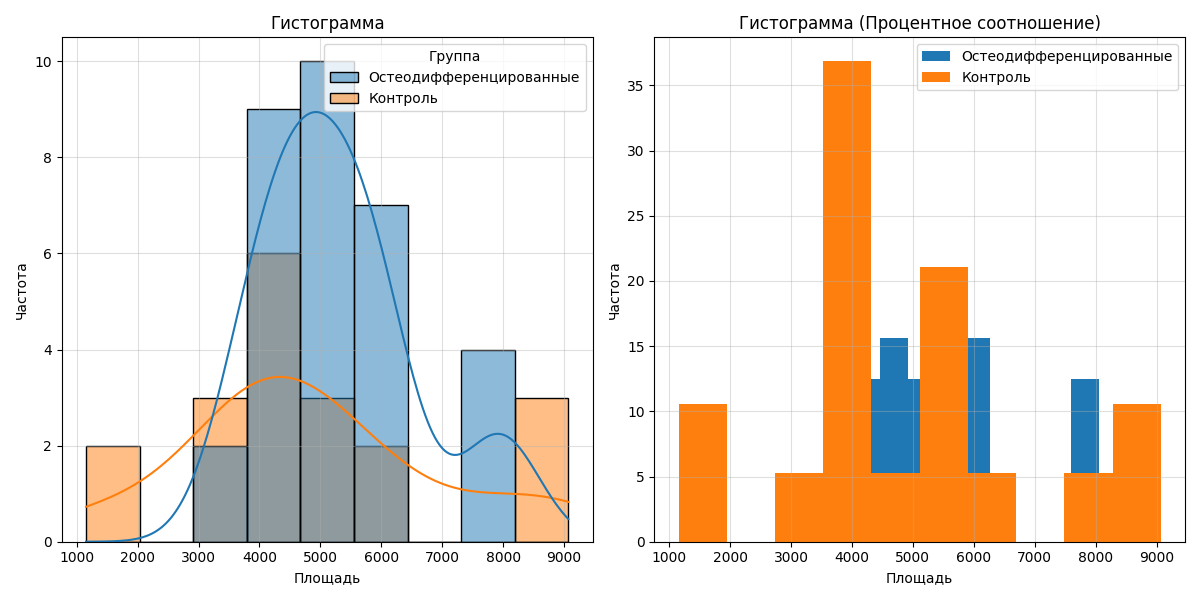 Гистограмма
Группа
Остеодифференцированные
Контроль
Частота
10
8
6
4
2
0
1000 2000 3000 4000 5000 6000 7000 8000 9000
Площадь
Гистограмма (Процентное соотношение)
Остеодифференцированные
Контроль
Частота
35
30
25
20
15
10
5
0
1000 2000 3000 4000 5000 6000 7000 8000 9000
Площадь